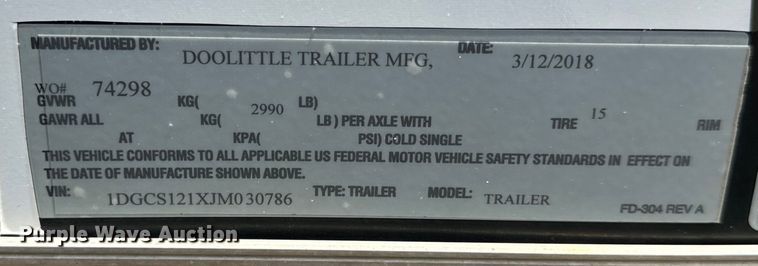 MANUFACTURED BY: DOOLITTLE TRAILER MFG, DATE: 3/12/2018
WO# 74298
GVWR KG( 2990 LB)
GAWR ALL KG( LB) PER AXLE WITH TIRE 15 RIM
AT KPA( PSI) COLD SINGLE
THIS VEHICLE CONFORMS TO ALL APPLICABLE US FEDERAL MOTOR VEHICLE SAFETY STANDARDS IN EFFECT ON
THE DATE OF MANUFACTURE SHOWN ABOVE.
VIN: 1DGCS121XJM030786 TYPE: TRAILER MODEL: TRAILER
FD-304 REV A
Purple Wave Auction